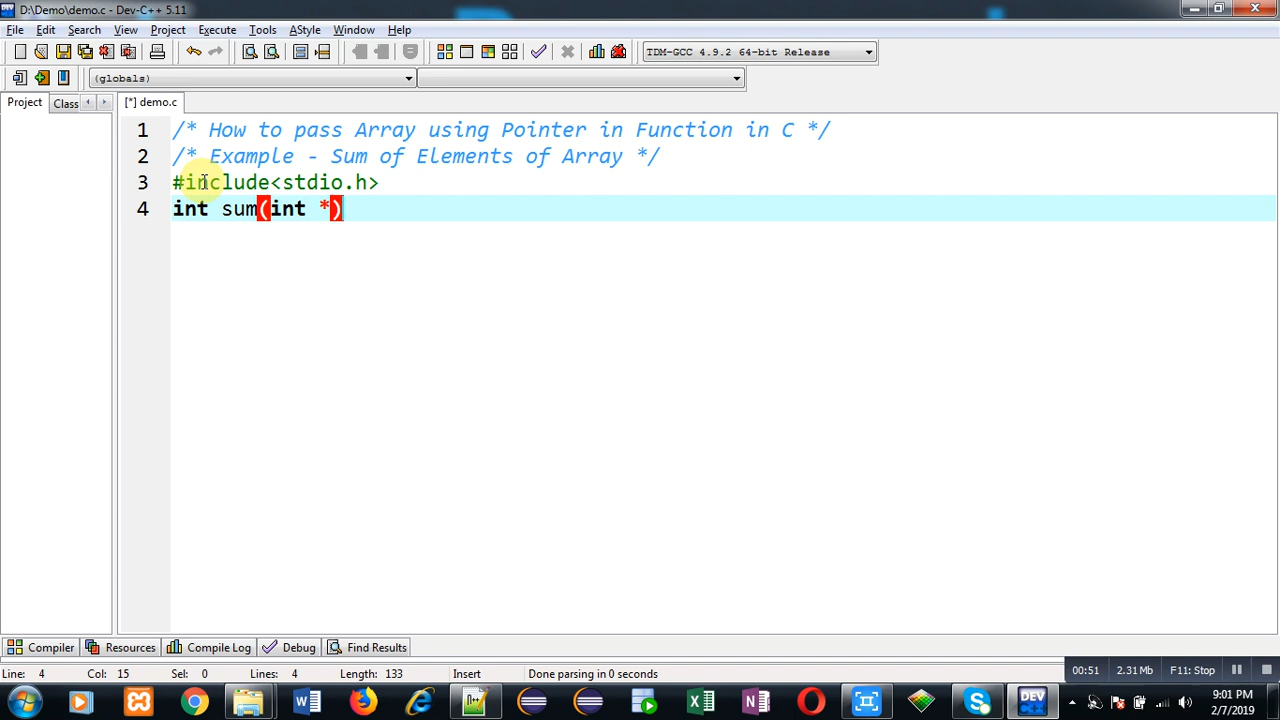 D:\Demo\demo.c - Dev-C++ 5.11
File Edit Search View Project Execute Tools AStyle Window Help
TDM-GCC 4.9.2 64-bit Release
(globals)
Project Class [*] demo.c
1 /* How to pass Array using Pointer in Function in C */
2 /* Example - Sum of Elements of Array */
3 #include<stdio.h>
4 int sum(int *)
Compiler Resources Compile Log Debug Find Results
Line: 4 Col: 15 Sel: 0 Lines: 4 Length: 133 Insert Done parsing in 0 seconds
00:51 2.31 Mb F11: Stop
DEV
9:01 PM
2/7/2019